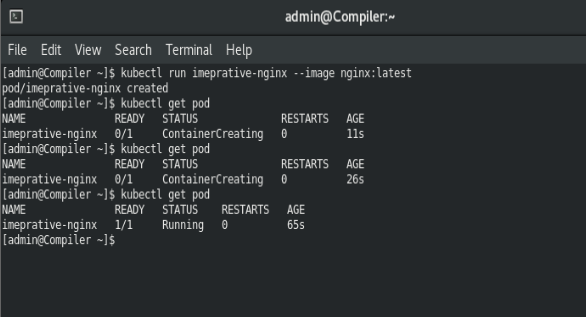 admin@Compiler:~
File Edit View Search Terminal Help
[admin@Compiler ~]$ kubectl run imeprative-nginx --image nginx:latest
pod/imeprative-nginx created
[admin@Compiler ~]$ kubectl get pod
NAME READY STATUS RESTARTS AGE
imeprative-nginx 0/1 ContainerCreating 0 11s
[admin@Compiler ~]$ kubectl get pod
NAME READY STATUS RESTARTS AGE
imeprative-nginx 0/1 ContainerCreating 0 26s
[admin@Compiler ~]$ kubectl get pod
NAME READY STATUS RESTARTS AGE
imeprative-nginx 1/1 Running 0 65s
[admin@Compiler ~]$